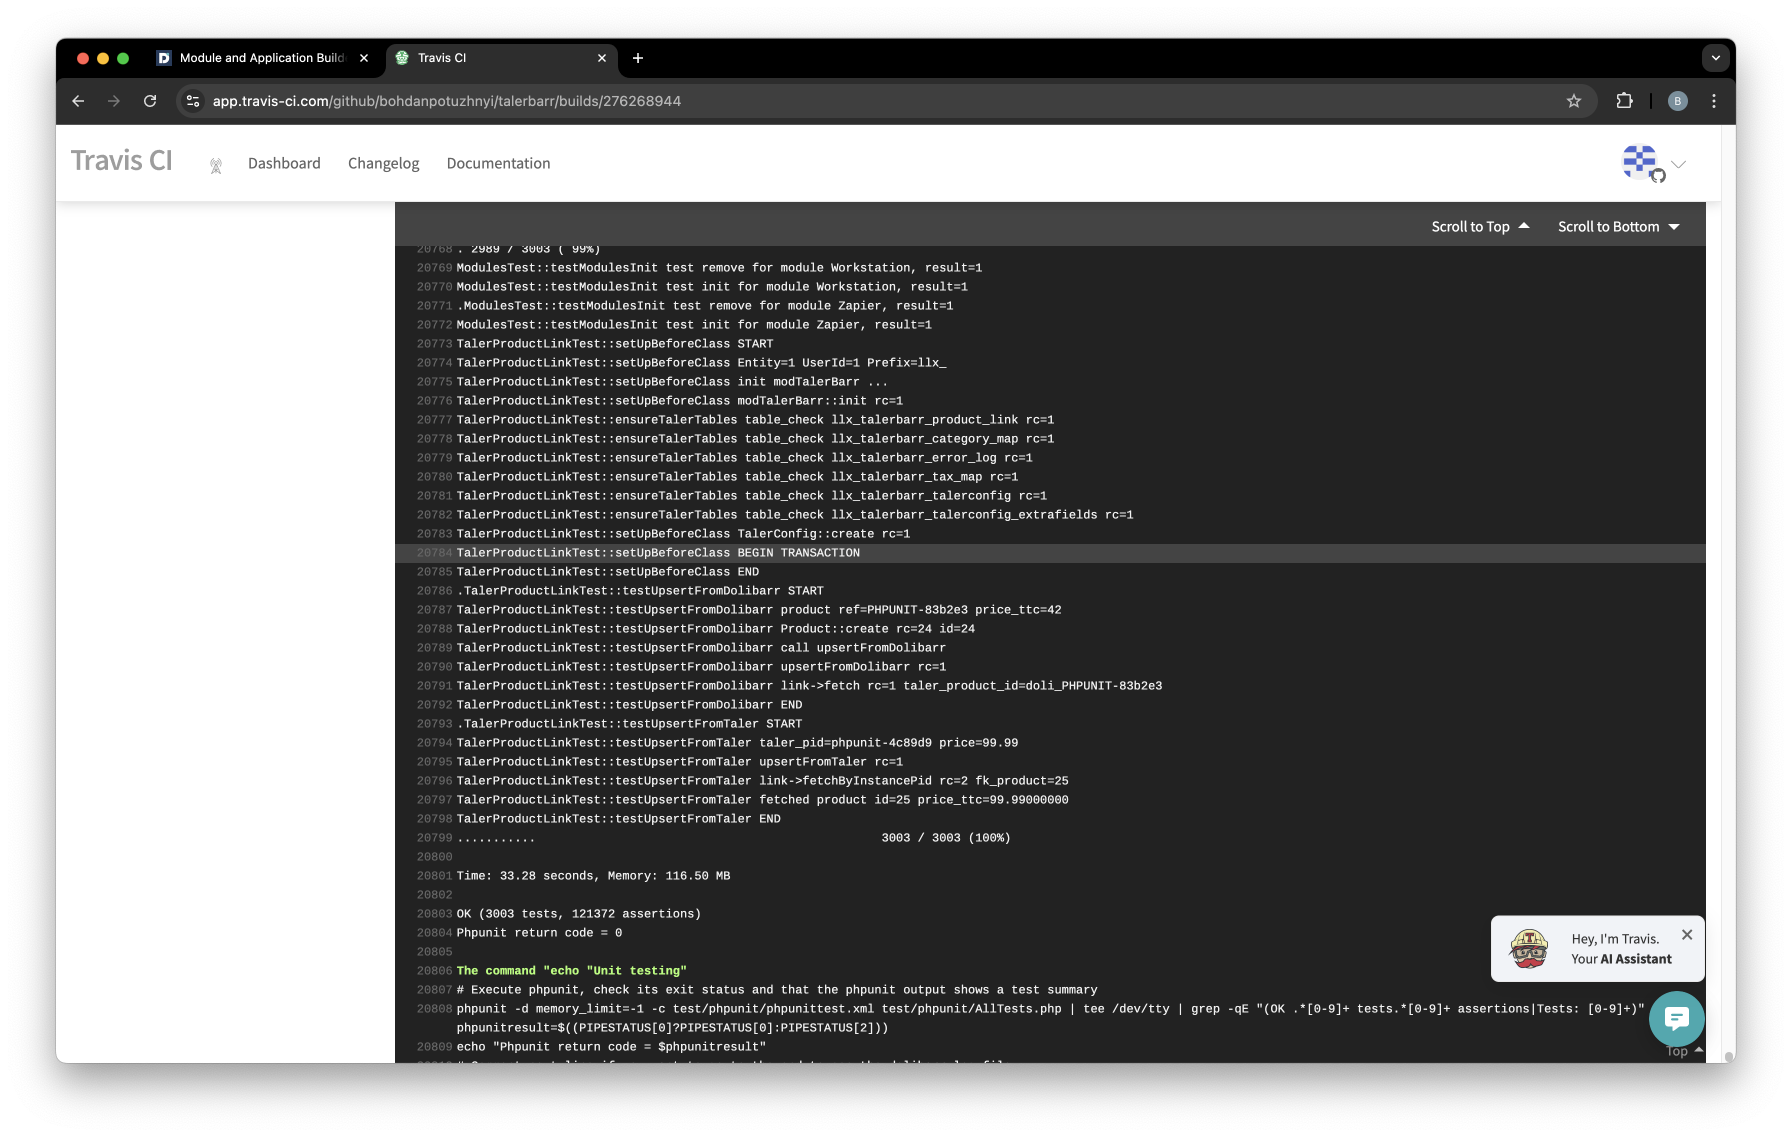 Module and Application Build
Travis CI
app.travis-ci.com/github/bohdanpotuzhnyi/talerbarr/builds/276268944
B
Travis CI
Dashboard
Changelog
Documentation
Scroll to Top
Scroll to Bottom
20768 . 2989 / 3003 ( 99%)
20769 ModulesTest::testModulesInit test remove for module Workstation, result=1
20770 ModulesTest::testModulesInit test init for module Workstation, result=1
20771 .ModulesTest::testModulesInit test remove for module Zapier, result=1
20772 ModulesTest::testModulesInit test init for module Zapier, result=1
20773 TalerProductLinkTest::setUpBeforeClass START
20774 TalerProductLinkTest::setUpBeforeClass Entity=1 UserId=1 Prefix=llx_
20775 TalerProductLinkTest::setUpBeforeClass init modTalerBarr ...
20776 TalerProductLinkTest::setUpBeforeClass modTalerBarr::init rc=1
20777 TalerProductLinkTest::ensureTalerTables table_check llx_talerbarr_product_link rc=1
20778 TalerProductLinkTest::ensureTalerTables table_check llx_talerbarr_category_map rc=1
20779 TalerProductLinkTest::ensureTalerTables table_check llx_talerbarr_error_log rc=1
20780 TalerProductLinkTest::ensureTalerTables table_check llx_talerbarr_tax_map rc=1
20781 TalerProductLinkTest::ensureTalerTables table_check llx_talerbarr_talerconfig rc=1
20782 TalerProductLinkTest::ensureTalerTables table_check llx_talerbarr_talerconfig_extrafields rc=1
20783 TalerProductLinkTest::setUpBeforeClass TalerConfig::create rc=1
20784 TalerProductLinkTest::setUpBeforeClass BEGIN TRANSACTION
20785 TalerProductLinkTest::setUpBeforeClass END
20786 .TalerProductLinkTest::testUpsertFromDolibarr START
20787 TalerProductLinkTest::testUpsertFromDolibarr product ref=PHPUNIT-83b2e3 price_ttc=42
20788 TalerProductLinkTest::testUpsertFromDolibarr Product::create rc=24 id=24
20789 TalerProductLinkTest::testUpsertFromDolibarr call upsertFromDolibarr
20790 TalerProductLinkTest::testUpsertFromDolibarr upsertFromDolibarr rc=1
20791 TalerProductLinkTest::testUpsertFromDolibarr link->fetch rc=1 taler_product_id=doli_PHPUNIT-83b2e3
20792 TalerProductLinkTest::testUpsertFromDolibarr END
20793 .TalerProductLinkTest::testUpsertFromTaler START
20794 TalerProductLinkTest::testUpsertFromTaler taler_pid=phpunit-4c89d9 price=99.99
20795 TalerProductLinkTest::testUpsertFromTaler upsertFromTaler rc=1
20796 TalerProductLinkTest::testUpsertFromTaler link->fetchByInstancePid rc=2 fk_product=25
20797 TalerProductLinkTest::testUpsertFromTaler fetched product id=25 price_ttc=99.99000000
20798 TalerProductLinkTest::testUpsertFromTaler END
20799 ........... 3003 / 3003 (100%)
20800
20801 Time: 33.28 seconds, Memory: 116.50 MB
20802
20803 OK (3003 tests, 121372 assertions)
20804 Phpunit return code = 0
20805
20806 The command "echo "Unit testing"
20807 # Execute phpunit, check its exit status and that the phpunit output shows a test summary
20808 phpunit -d memory_limit=-1 -c test/phpunit/phpunittest.xml test/phpunit/AllTests.php | tee /dev/tty | grep -qE "(OK .*[0-9]+ tests.*[0-9]+ assertions|Tests: [0-9]+)"
phpunitresult=$((PIPESTATUS[0]?PIPESTATUS[0]:PIPESTATUS[2]))
20809 echo "Phpunit return code = $phpunitresult"
Hey, I'm Travis.
Your AI Assistant
Top